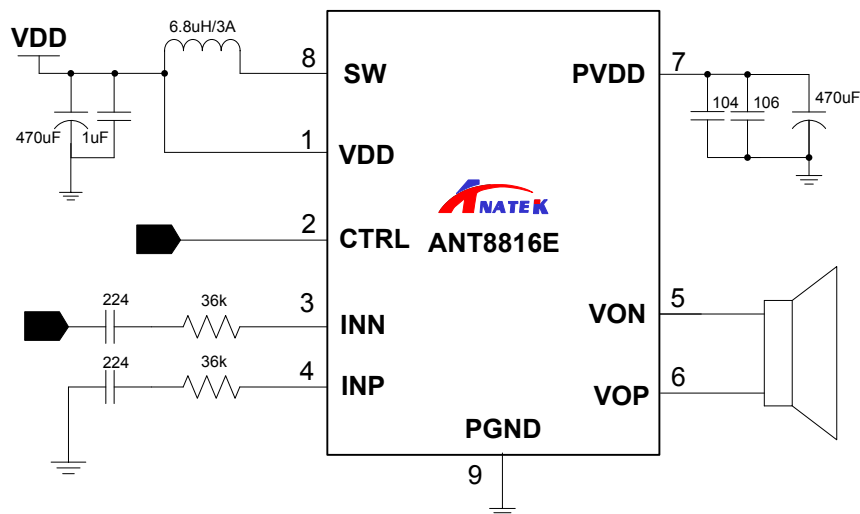 6.8uH/3A
VDD
8
SW
PVDD
7
470uF
1uF
104
106
470uF
1
VDD
ANATEK
2
CTRL
ANT8816E
224
36k
3
INN
VON
5
224
36k
4
INP
VOP
6
PGND
9